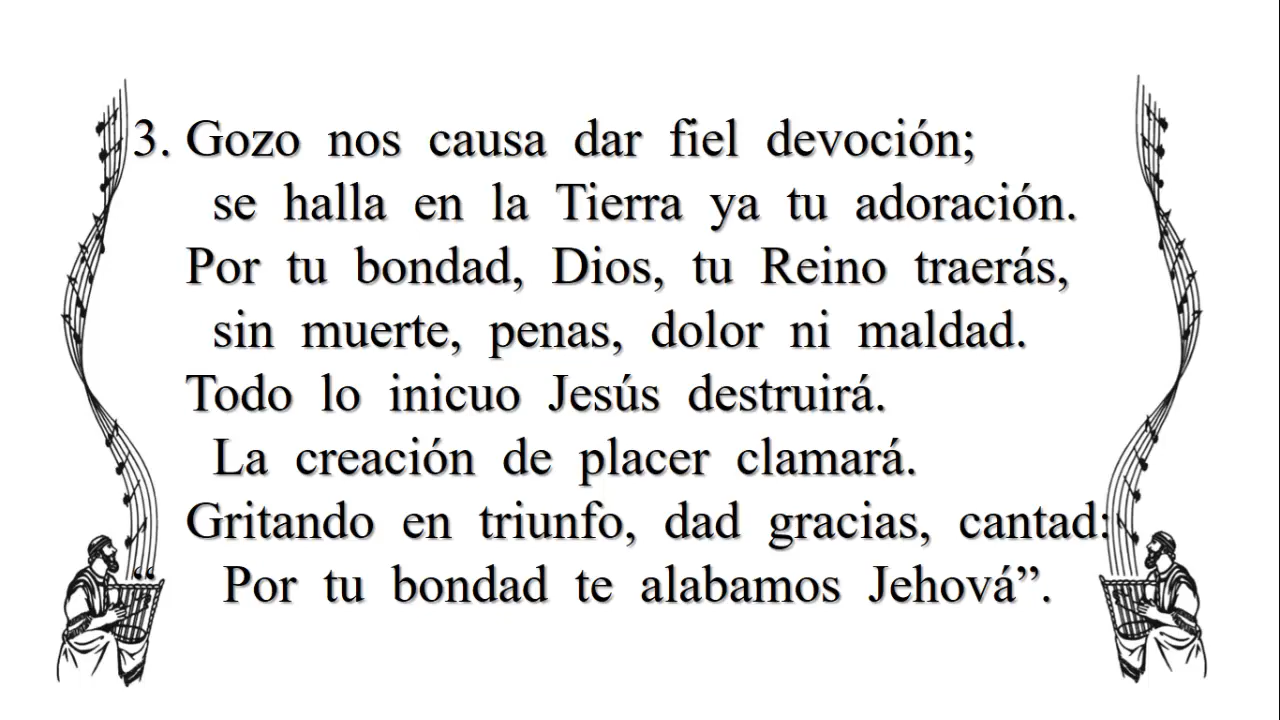 3. Gozo nos causa dar fiel devoción;
se halla en la Tierra ya tu adoración.
Por tu bondad, Dios, tu Reino traerás,
sin muerte, penas, dolor ni maldad.
Todo lo inicuo Jesús destruirá.
La creación de placer clamará.
Gritando en triunfo, dad gracias, cantad:
Por tu bondad te alabamos Jehová”.